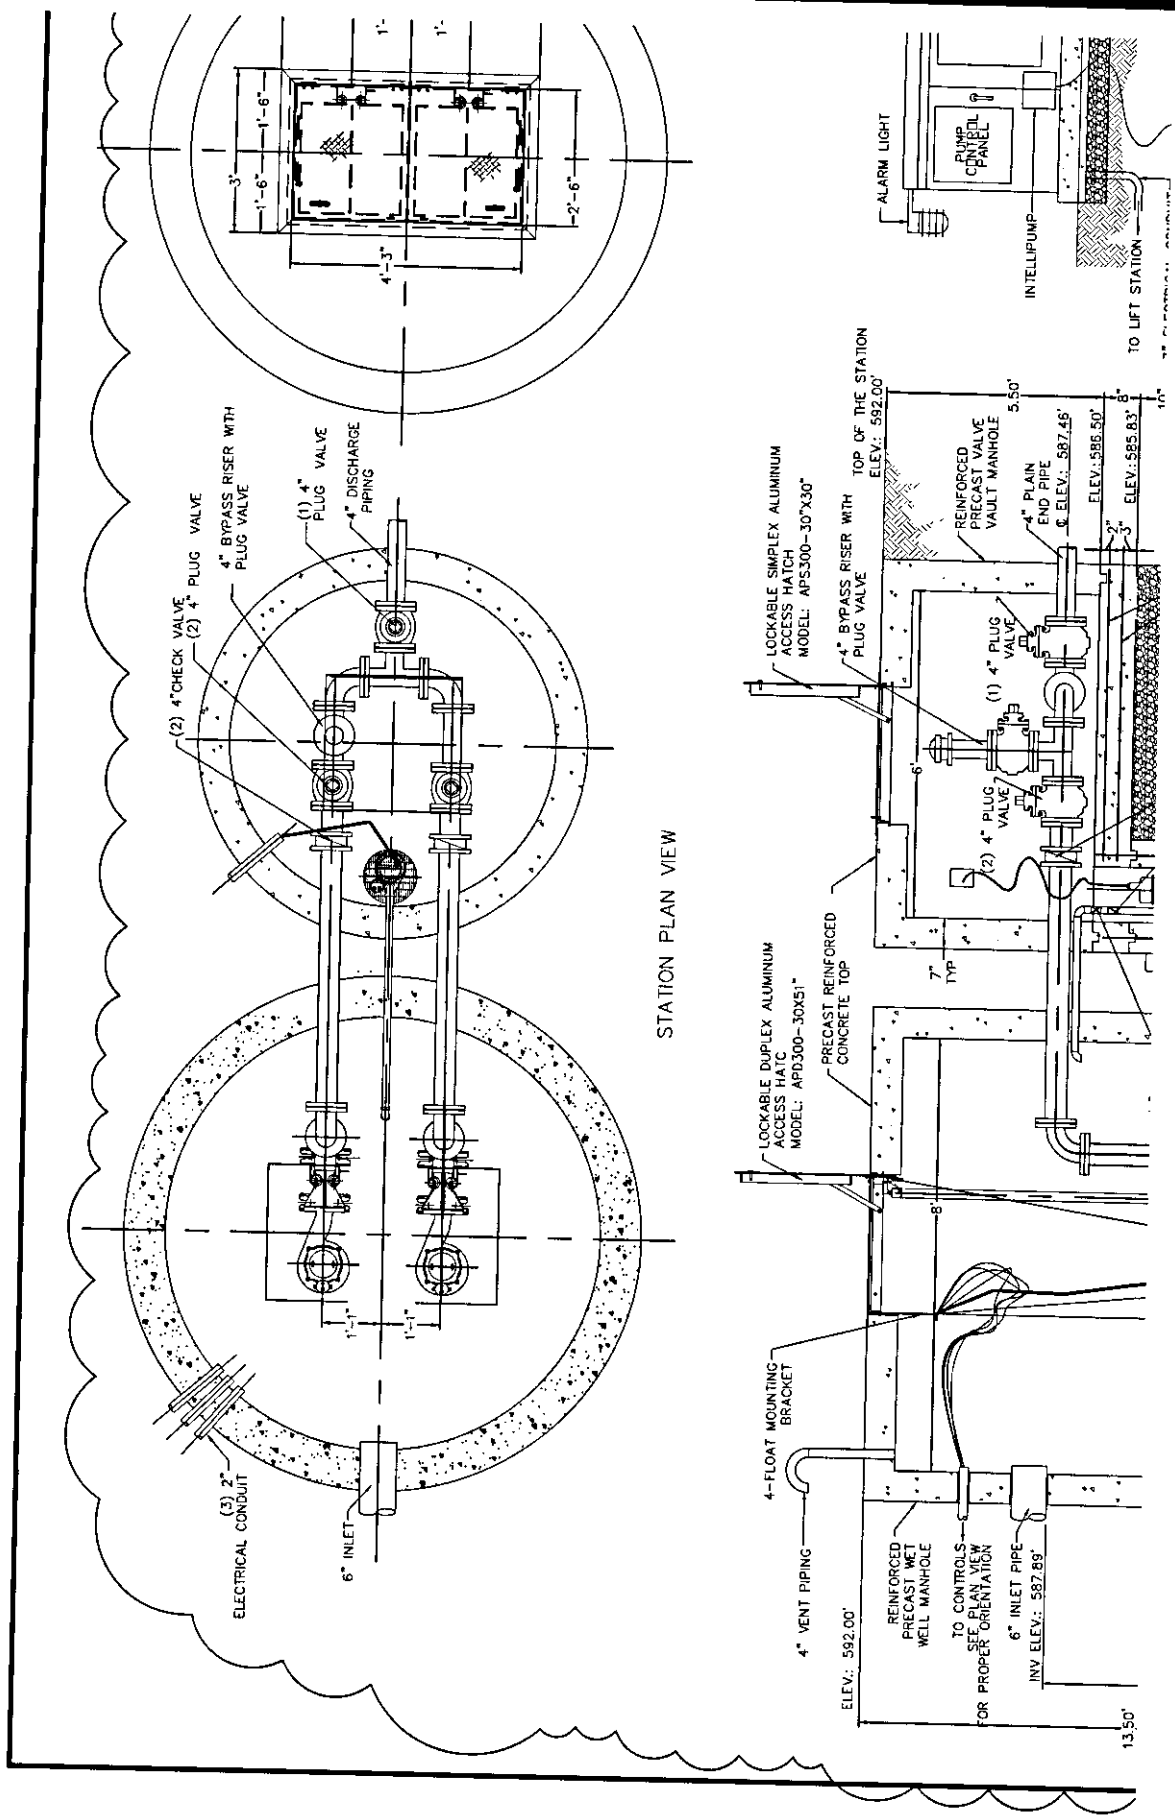 (3) 2"
ELECTRICAL CONDUIT
6" INLET
1'-1"
1'-1"
(2) 4"CHECK VALVE
(2) 4" PLUG VALVE
4" BYPASS RISER WITH
PLUG VALVE
(1) 4"
PLUG VALVE
4" DISCHARGE
PIPING
STATION PLAN VIEW
3'
1'-6"
1'-6"
4'-3"
2'-6"
1'-
1'-
4" VENT PIPING
4-FLOAT MOUNTING
BRACKET
LOCKABLE DUPLEX ALUMINUM
ACCESS HATC
MODEL: APD300-30X51"
PRECAST REINFORCED
CONCRETE TOP
LOCKABLE SIMPLEX ALUMINUM
ACCESS HATCH
MODEL: APS300-30"X30"
4" BYPASS RISER WITH
PLUG VALVE
TOP OF THE STATION
ELEV.: 592.00'
ELEV.: 592.00'
REINFORCED
PRECAST WET
WELL MANHOLE
TO CONTROLS
SEE PLAN VIEW
FOR PROPER ORIENTATION
6" INLET PIPE
INV ELEV.: 587.89'
13.50'
8'
7"
TYP
6'
(2) 4" PLUG
VALVE
(1) 4" PLUG
VALVE
REINFORCED
PRECAST VALVE
VAULT MANHOLE
4" PLAIN
END PIPE
℄ ELEV.: 587.46'
5.50'
ELEV.: 586.50'
8"
ELEV.: 585.83'
10"
2"
3"
ALARM LIGHT
PUMP
CONTROL
PANEL
INTELLIPUMP
TO LIFT STATION